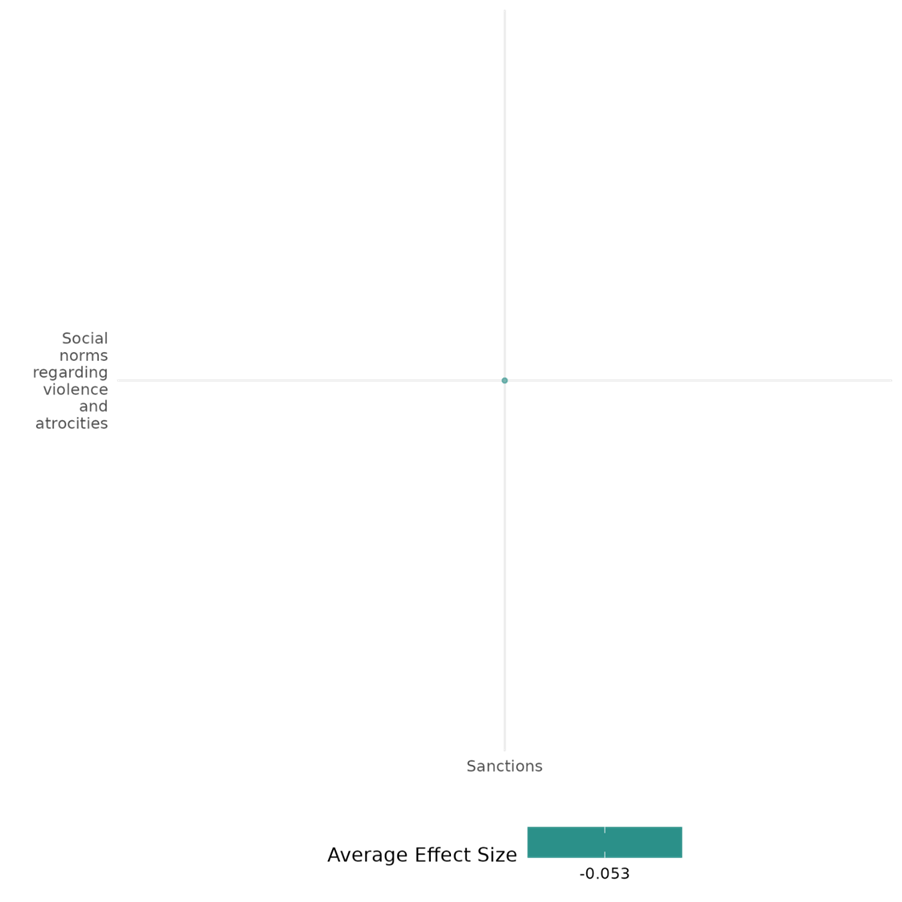 Social
norms
regarding
violence
and
atrocities
Sanctions
Average Effect Size
-0.053